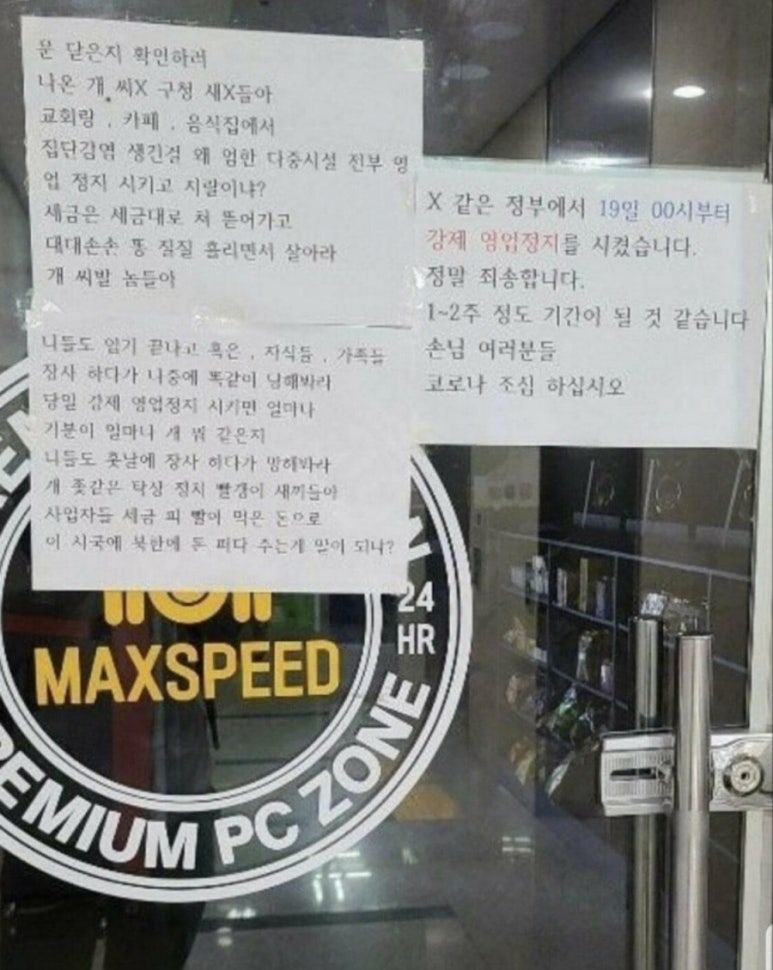 문 닫은지 확인하러
나온 개 씨X 구청 새X들아
교회랑 , 카페 , 음식집에서
집단감염 생긴걸 왜 엄한 다중시설 전부 영
업 정지 시키고 지랄이냐?
세금은 세금대로 쳐 뜯어가고
대대손손 똥 질질 흘리면서 살아라
개 씨발 놈들아
니들도 임기 끝나고 혹은 , 자식들 , 가족들
장사 하다가 나중에 똑같이 당해봐라
당일 강제 영업정지 시키면 얼마나
기분이 얼마나 개 뭐 같은지
니들도 훗날에 장사 하다가 망해봐라
개 좆같은 탁상 정치 빨갱이 새끼들아
사업자들 세금 피 빨아 먹은 돈으로
이 시국에 북한에 돈 퍼다 주는게 말이 되냐?
X 같은 정부에서 19일 00시부터
강제 영업정지를 시켰습니다.
정말 죄송합니다.
1~2주 정도 기간이 될 것 같습니다
손님 여러분들
코로나 조심 하십시오
24
HR
MAXSPEED
PREMIUM PC ZONE